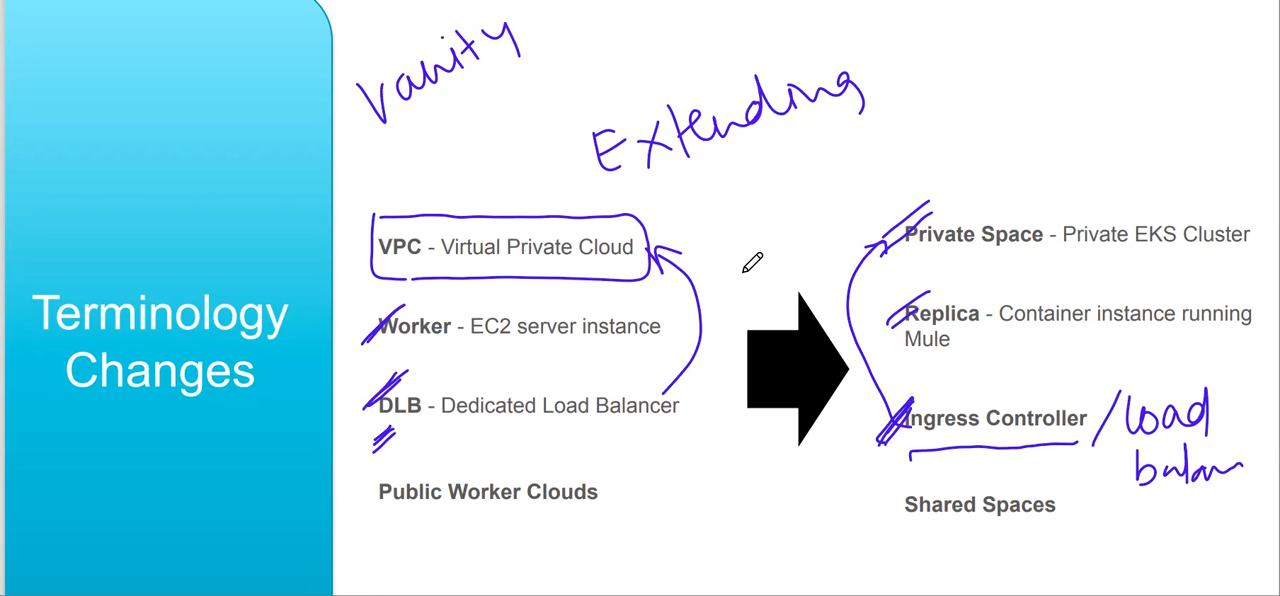 Terminology
Changes
Vanity
Extending
VPC - Virtual Private Cloud
Worker - EC2 server instance
DLB - Dedicated Load Balancer
Public Worker Clouds
Private Space - Private EKS Cluster
Replica - Container instance running
Mule
Ingress Controller / load
Shared Spaces